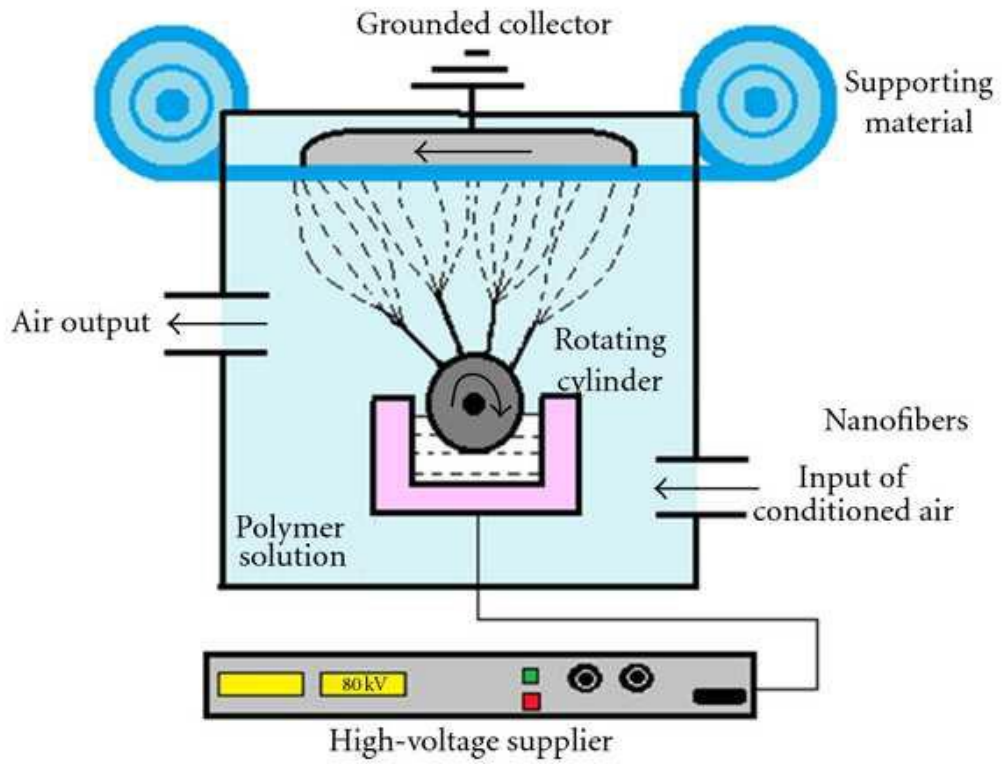 Grounded collector
Supporting
material
Air output
Rotating
cylinder
Nanofibers
Input of
conditioned air
Polymer
solution
80 kV
High-voltage supplier